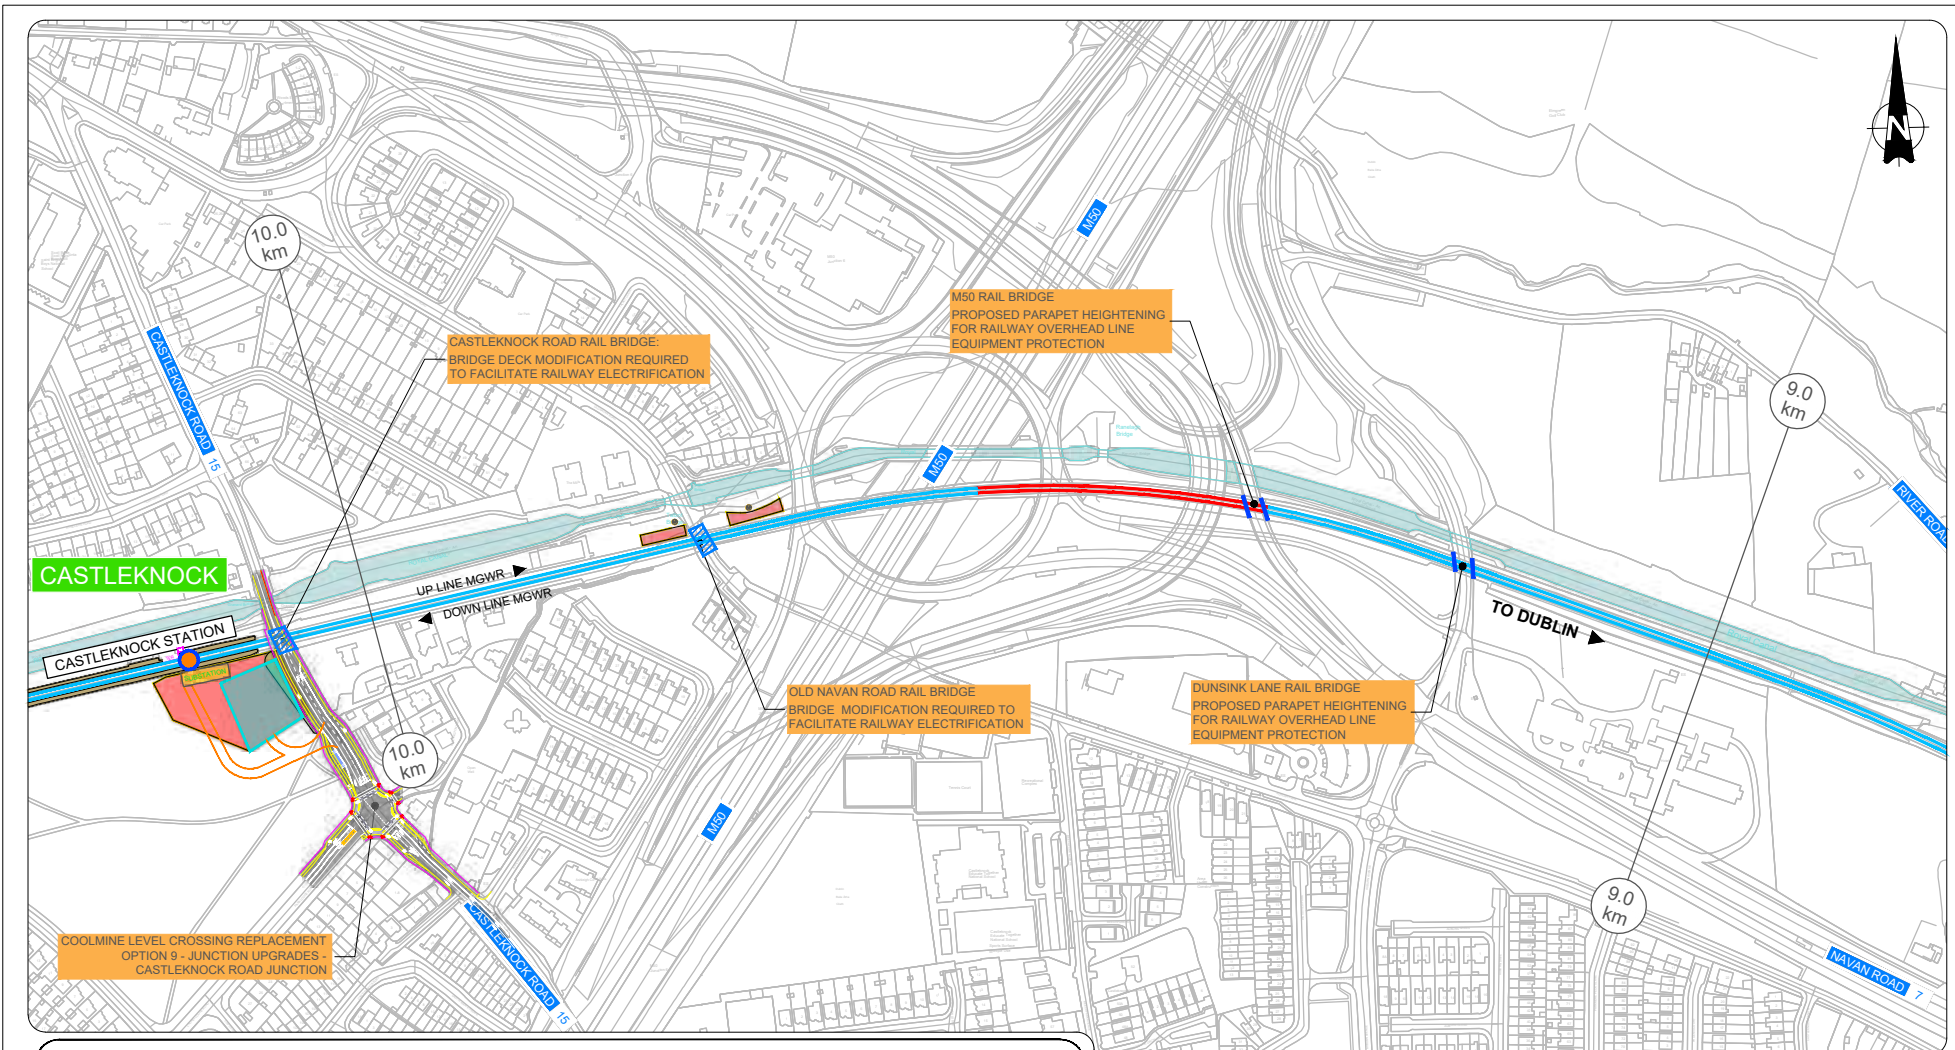 N
10.0
km
M50
M50 RAIL BRIDGE
PROPOSED PARAPET HEIGHTENING
FOR RAILWAY OVERHEAD LINE
EQUIPMENT PROTECTION
CASTLEKNOCK ROAD RAIL BRIDGE:
BRIDGE DECK MODIFICATION REQUIRED
TO FACILITATE RAILWAY ELECTRIFICATION
CASTLEKNOCK ROAD 15
9.0
km
M50
RIVER ROAD
CASTLEKNOCK
UP LINE MGWR
DOWN LINE MGWR
CASTLEKNOCK STATION
SUBSTATION
TO DUBLIN
OLD NAVAN ROAD RAIL BRIDGE
BRIDGE MODIFICATION REQUIRED TO
FACILITATE RAILWAY ELECTRIFICATION
DUNSINK LANE RAIL BRIDGE
PROPOSED PARAPET HEIGHTENING
FOR RAILWAY OVERHEAD LINE
EQUIPMENT PROTECTION
10.0
km
M50
9.0
km
COOLMINE LEVEL CROSSING REPLACEMENT
OPTION 9 - JUNCTION UPGRADES -
CASTLEKNOCK ROAD JUNCTION
CASTLEKNOCK ROAD 15
NAVAN ROAD 7